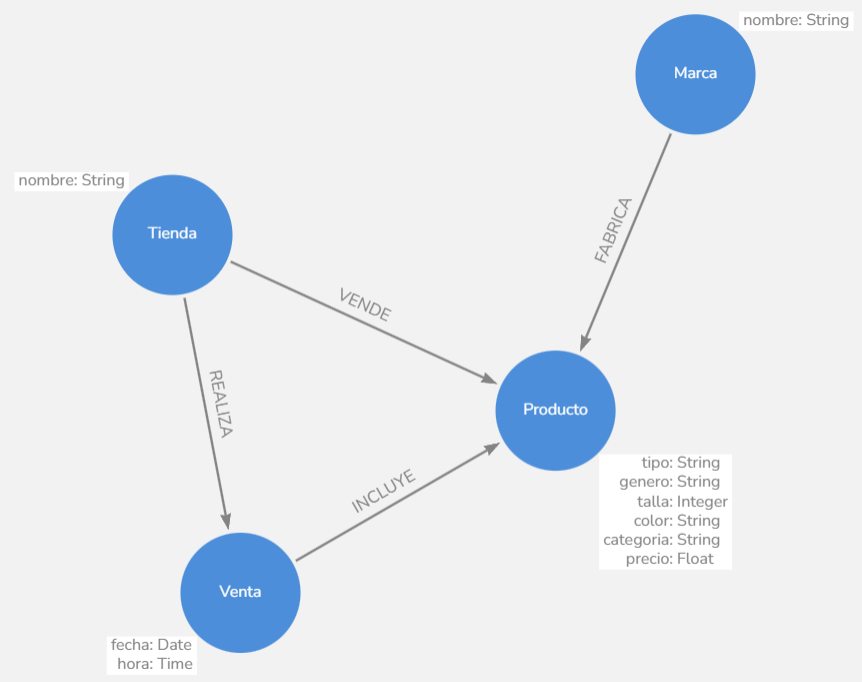 nombre: String
Marca
FABRICA
nombre: String
Tienda
VENDE
REALIZA
Producto
tipo: String
genero: String
talla: Integer
color: String
categoria: String
precio: Float
INCLUYE
Venta
fecha: Date
hora: Time